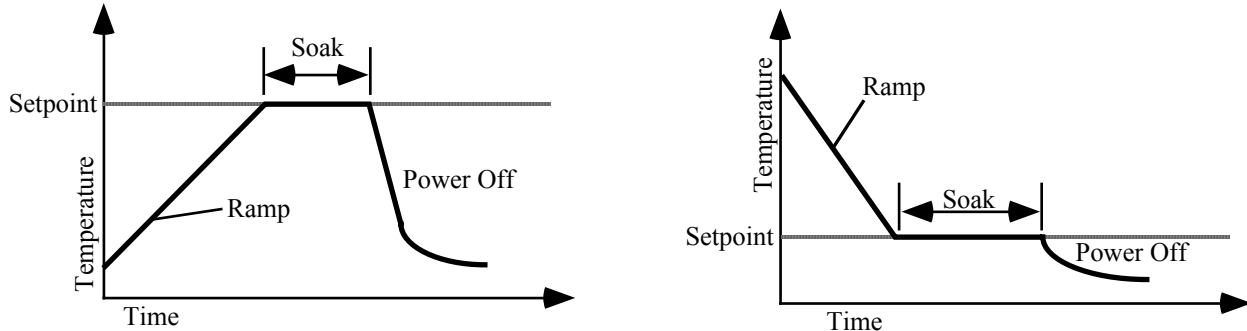 Soak
Setpoint
Temperature
Ramp
Power Off
Time
Temperature
Ramp
Soak
Setpoint
Power Off
Time